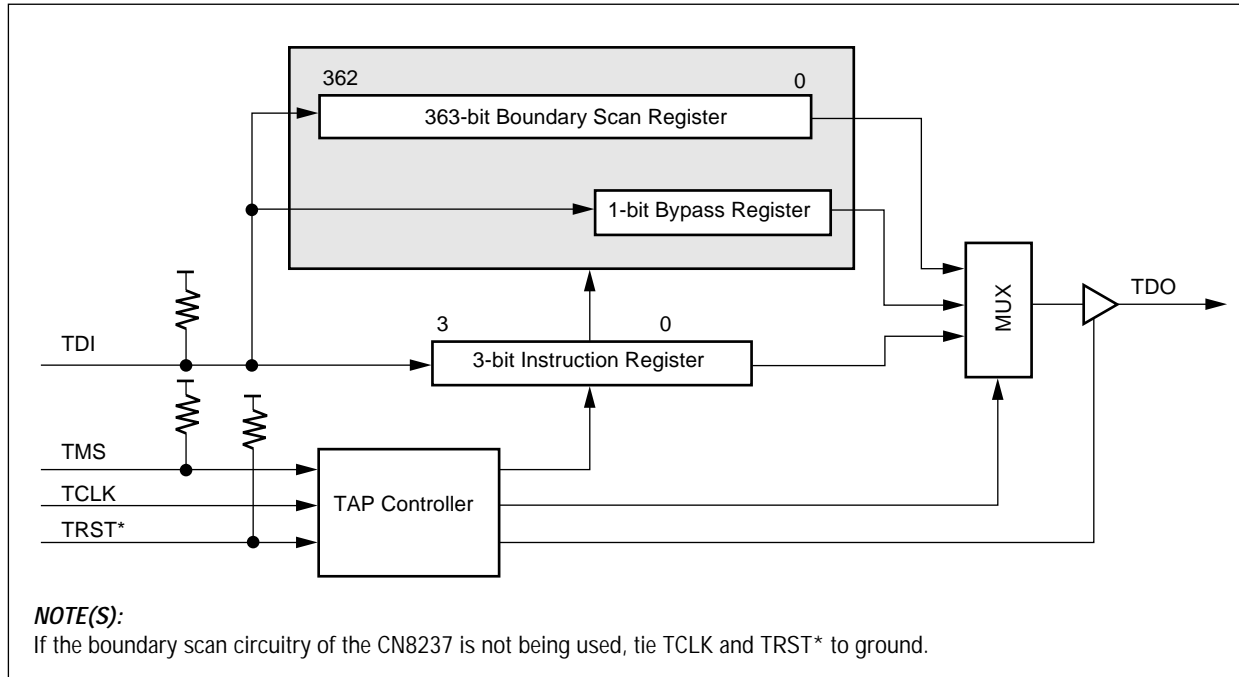 362
0
363-bit Boundary Scan Register
1-bit Bypass Register
MUX
TDO
3
0
TDI
3-bit Instruction Register
TMS
TCLK
TAP Controller
TRST*
NOTE(S):
If the boundary scan circuitry of the CN8237 is not being used, tie TCLK and TRST* to ground.